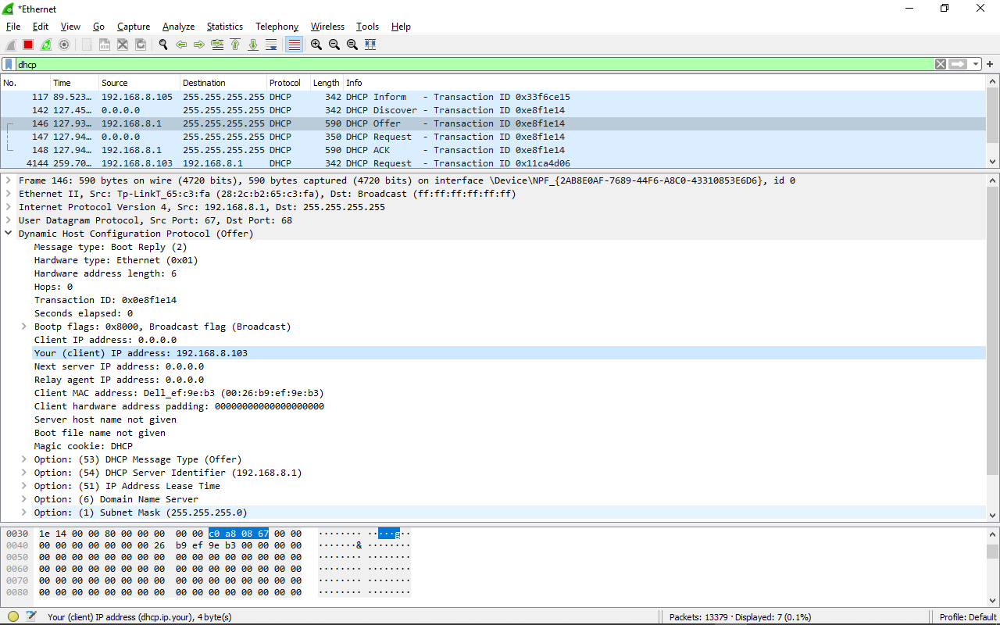 *Ethernet
File Edit View Go Capture Analyze Statistics Telephony Wireless Tools Help
dhcp
No. Time Source Destination Protocol Length Info
117 89.523… 192.168.8.105 255.255.255.255 DHCP 342 DHCP Inform - Transaction ID 0x33f6ce15
142 127.45… 0.0.0.0 255.255.255.255 DHCP 342 DHCP Discover - Transaction ID 0xe8f1e14
146 127.93… 192.168.8.1 255.255.255.255 DHCP 590 DHCP Offer - Transaction ID 0xe8f1e14
147 127.94… 0.0.0.0 255.255.255.255 DHCP 350 DHCP Request - Transaction ID 0xe8f1e14
148 127.94… 192.168.8.1 255.255.255.255 DHCP 590 DHCP ACK - Transaction ID 0xe8f1e14
4144 259.70… 192.168.8.103 192.168.8.1 DHCP 342 DHCP Request - Transaction ID 0x11ca4d06
Frame 146: 590 bytes on wire (4720 bits), 590 bytes captured (4720 bits) on interface \Device\NPF_{2AB8E0AF-7689-44F6-A8C0-43310853E6D6}, id 0
Ethernet II, Src: Tp-LinkT_65:c3:fa (28:2c:b2:65:c3:fa), Dst: Broadcast (ff:ff:ff:ff:ff:ff)
Internet Protocol Version 4, Src: 192.168.8.1, Dst: 255.255.255.255
User Datagram Protocol, Src Port: 67, Dst Port: 68
Dynamic Host Configuration Protocol (Offer)
Message type: Boot Reply (2)
Hardware type: Ethernet (0x01)
Hardware address length: 6
Hops: 0
Transaction ID: 0x0e8f1e14
Seconds elapsed: 0
Bootp flags: 0x8000, Broadcast flag (Broadcast)
Client IP address: 0.0.0.0
Your (client) IP address: 192.168.8.103
Next server IP address: 0.0.0.0
Relay agent IP address: 0.0.0.0
Client MAC address: Dell_ef:9e:b3 (00:26:b9:ef:9e:b3)
Client hardware address padding: 00000000000000000000
Server host name not given
Boot file name not given
Magic cookie: DHCP
Option: (53) DHCP Message Type (Offer)
Option: (54) DHCP Server Identifier (192.168.8.1)
Option: (51) IP Address Lease Time
Option: (6) Domain Name Server
Option: (1) Subnet Mask (255.255.255.0)
0030 1e 14 00 00 80 00 00 00 00 00 c0 a8 08 67 00 00 ········ ·····g··
0040 00 00 00 00 00 00 00 26 b9 ef 9e b3 00 00 00 00 ·······& ········
0050 00 00 00 00 00 00 00 00 00 00 00 00 00 00 00 00 ········ ········
0060 00 00 00 00 00 00 00 00 00 00 00 00 00 00 00 00 ········ ········
0070 00 00 00 00 00 00 00 00 00 00 00 00 00 00 00 00 ········ ········
0080 00 00 00 00 00 00 00 00 00 00 00 00 00 00 00 00 ········ ········
Your (client) IP address (dhcp.ip.your), 4 byte(s) Packets: 13379 · Displayed: 7 (0.1%) Profile: Default